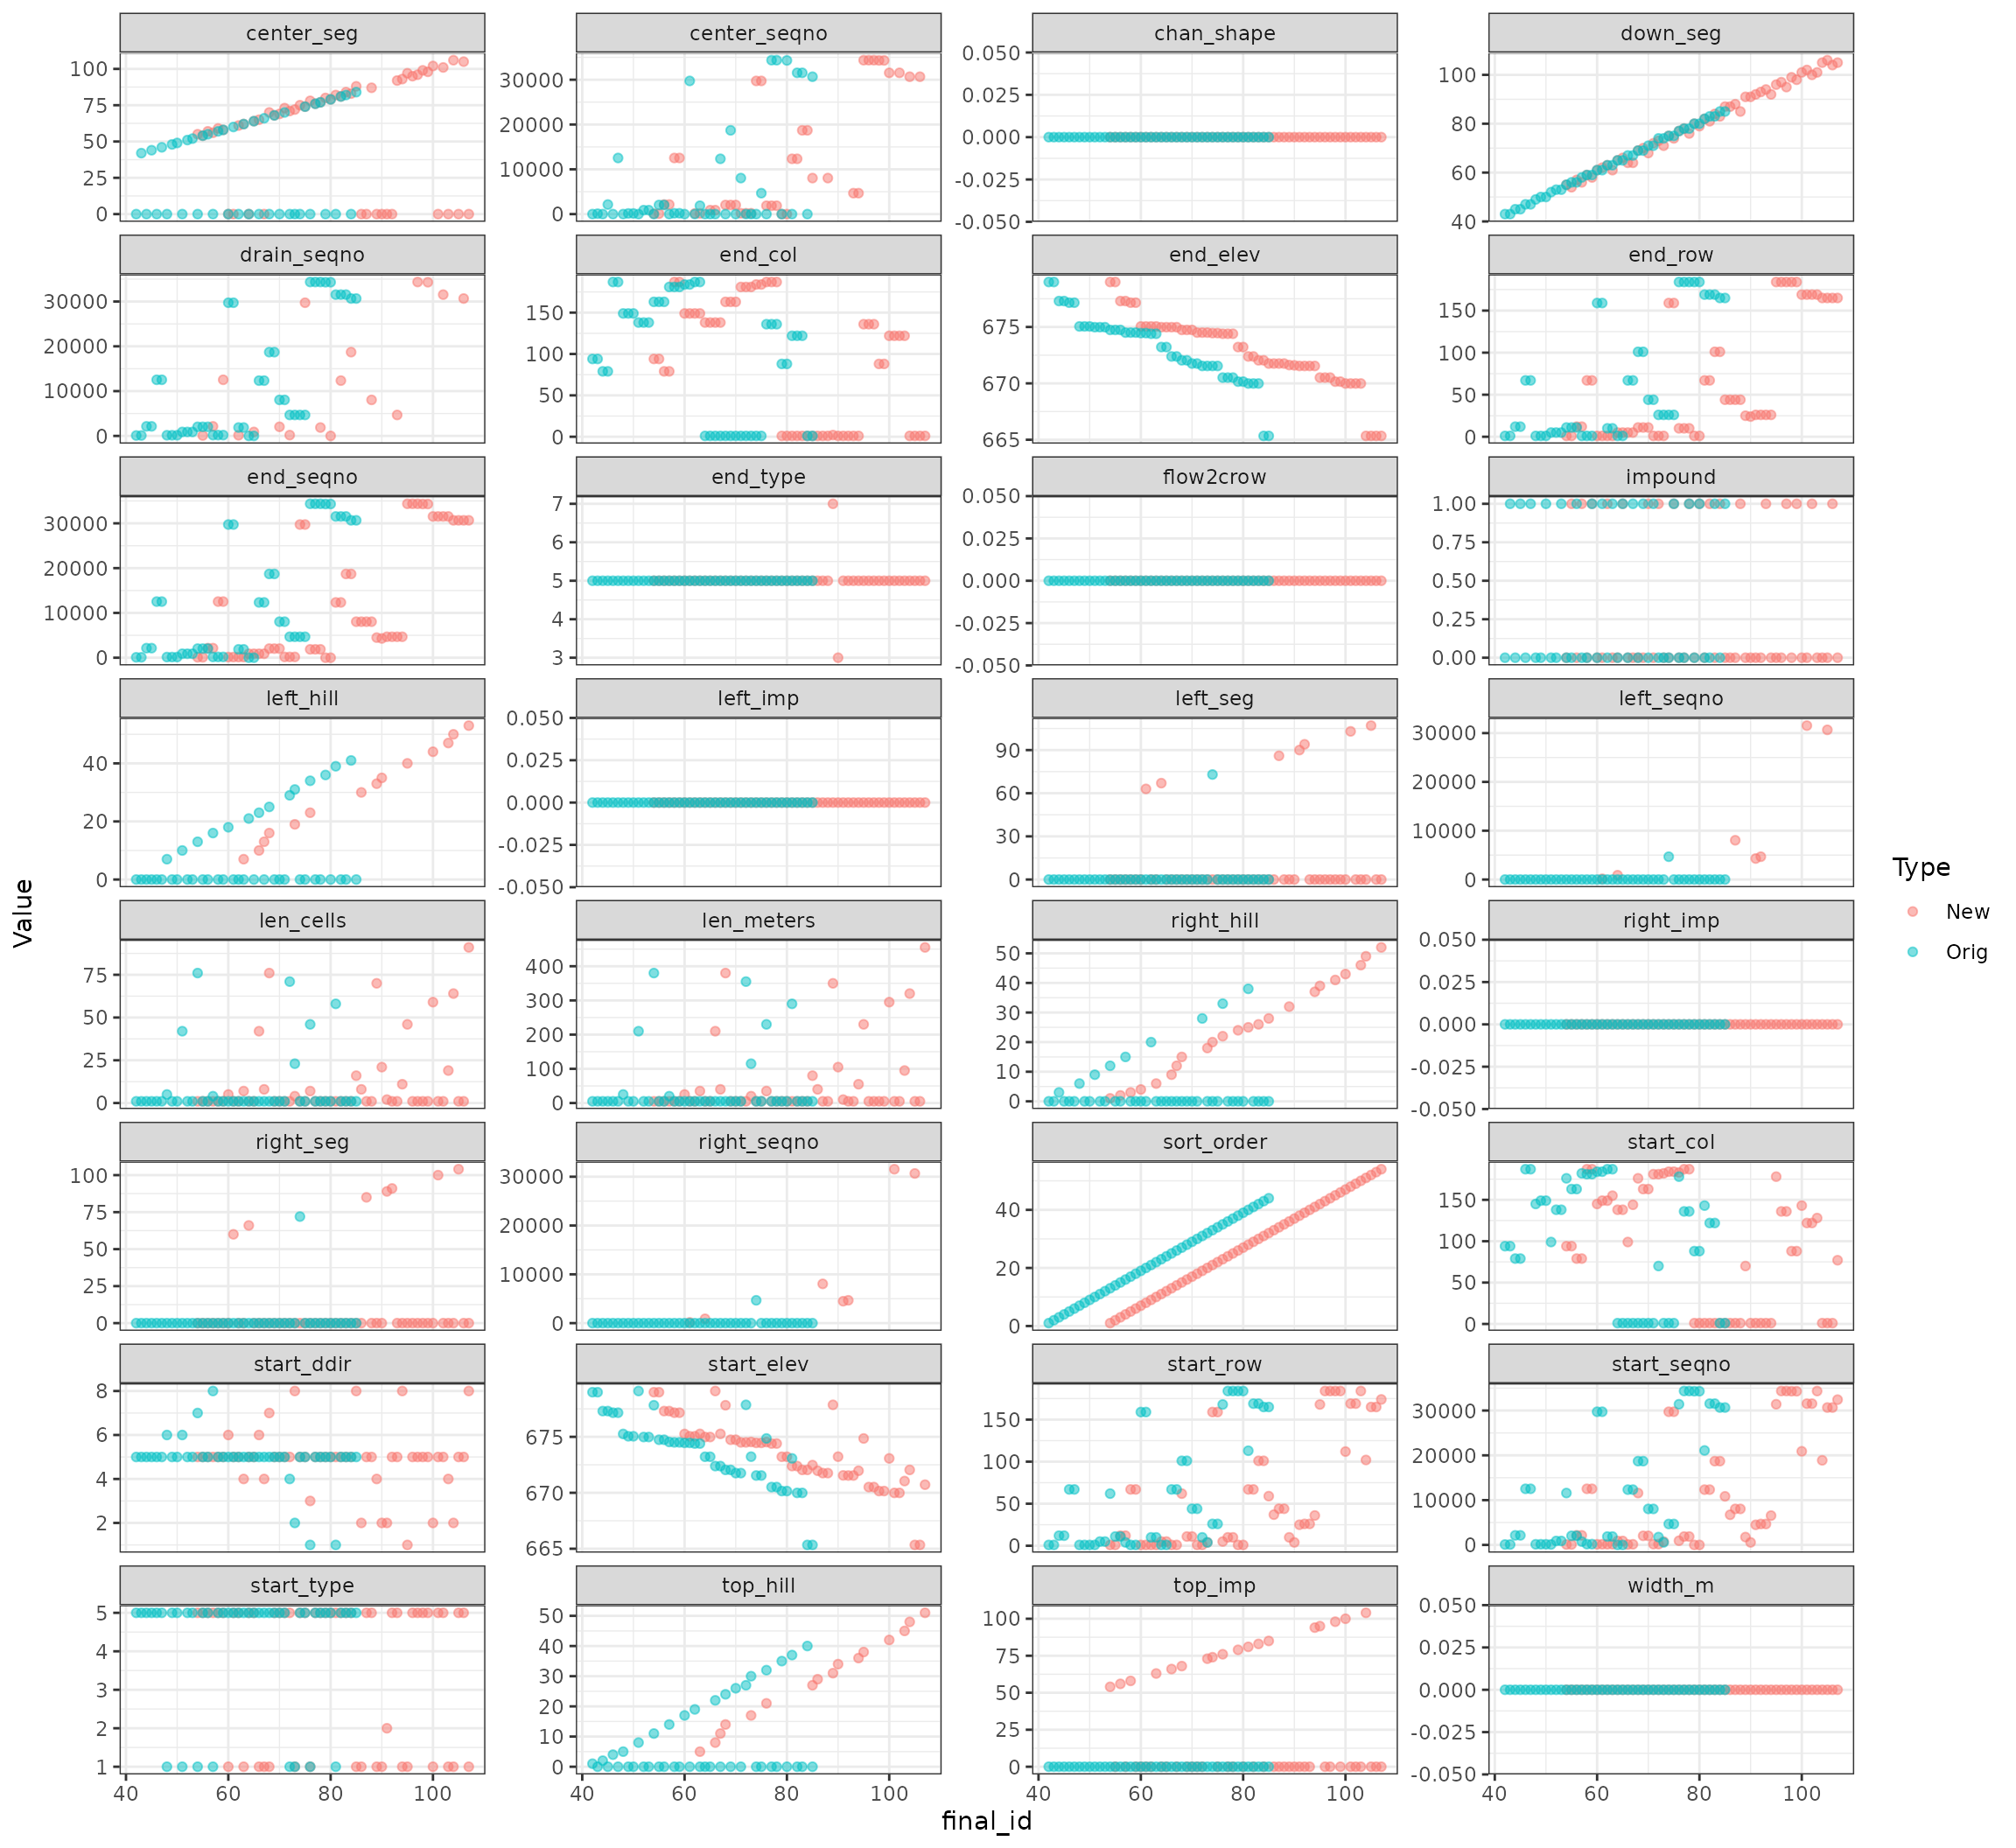 center_seg center_seqno chan_shape down_seg
100 75 50 25 0
30000 20000 10000 0
0.050 0.025 0.000 -0.025 -0.050
100 80 60 40
drain_seqno end_col end_elev end_row
30000 20000 10000 0
150 100 50 0
675 670 665
150 100 50 0
end_seqno end_type flow2crow impound
30000 20000 10000 0
7 6 5 4 3
0.050 0.025 0.000 -0.025 -0.050
1.00 0.75 0.50 0.25 0.00
left_hill left_imp left_seg left_seqno
40 20 0
0.050 0.025 0.000 -0.025 -0.050
90 60 30 0
30000 20000 10000 0
len_cells len_meters right_hill right_imp
75 50 25 0
400 300 200 100 0
50 40 30 20 10 0
0.050 0.025 0.000 -0.025 -0.050
right_seg right_seqno sort_order start_col
100 75 50 25 0
30000 20000 10000 0
40 20 0
150 100 50 0
start_ddir start_elev start_row start_seqno
8 6 4 2
675 670 665
150 100 50 0
30000 20000 10000 0
start_type top_hill top_imp width_m
5 4 3 2 1
50 40 30 20 10 0
100 75 50 25 0
0.050 0.025 0.000 -0.025 -0.050
40 60 80 100
40 60 80 100
40 60 80 100
40 60 80 100
final_id
Value
Type
New
Orig